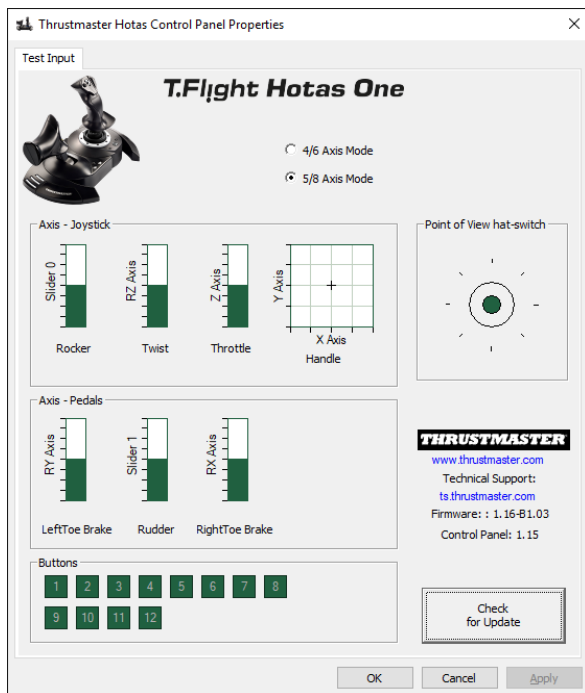 Thrustmaster Hotas Control Panel Properties
Test Input
T.Flight Hotas One
4/6 Axis Mode
5/8 Axis Mode
Axis - Joystick
Slider 0
RZ Axis
Z Axis
Y Axis
X Axis
Rocker
Twist
Throttle
Handle
Point of View hat-switch
Axis - Pedals
RY Axis
Slider 1
RX Axis
LeftToe Brake
Rudder
RightToe Brake
THRUSTMASTER
www.thrustmaster.com
Technical Support:
ts.thrustmaster.com
Firmware: : 1.16-B1.03
Control Panel: 1.15
Buttons
1 2 3 4 5 6 7 8
9 10 11 12
Check
for Update
OK
Cancel
Apply